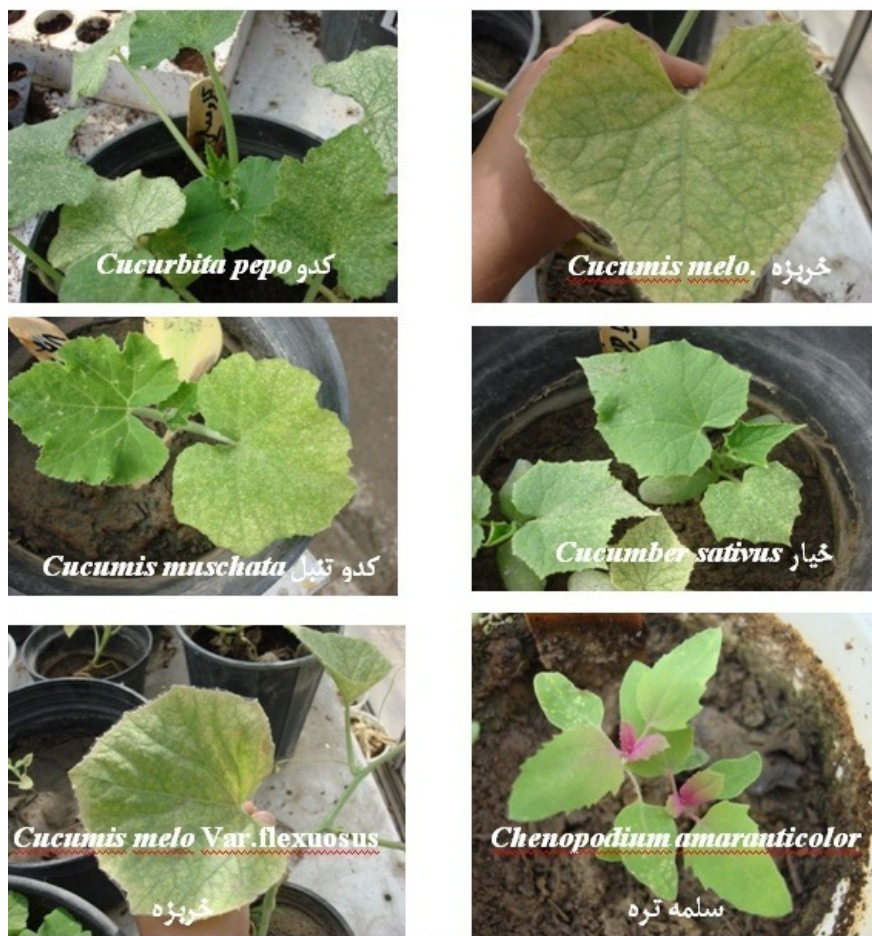 Cucurbita pepo کدو
Cucumis melo. خربزه
Cucumis muschata کدو تنبل
Cucumber sativus خیار
Cucumis melo Var.flexuosus
خربزه
Chenopodium amaranticolor
سلمه تره